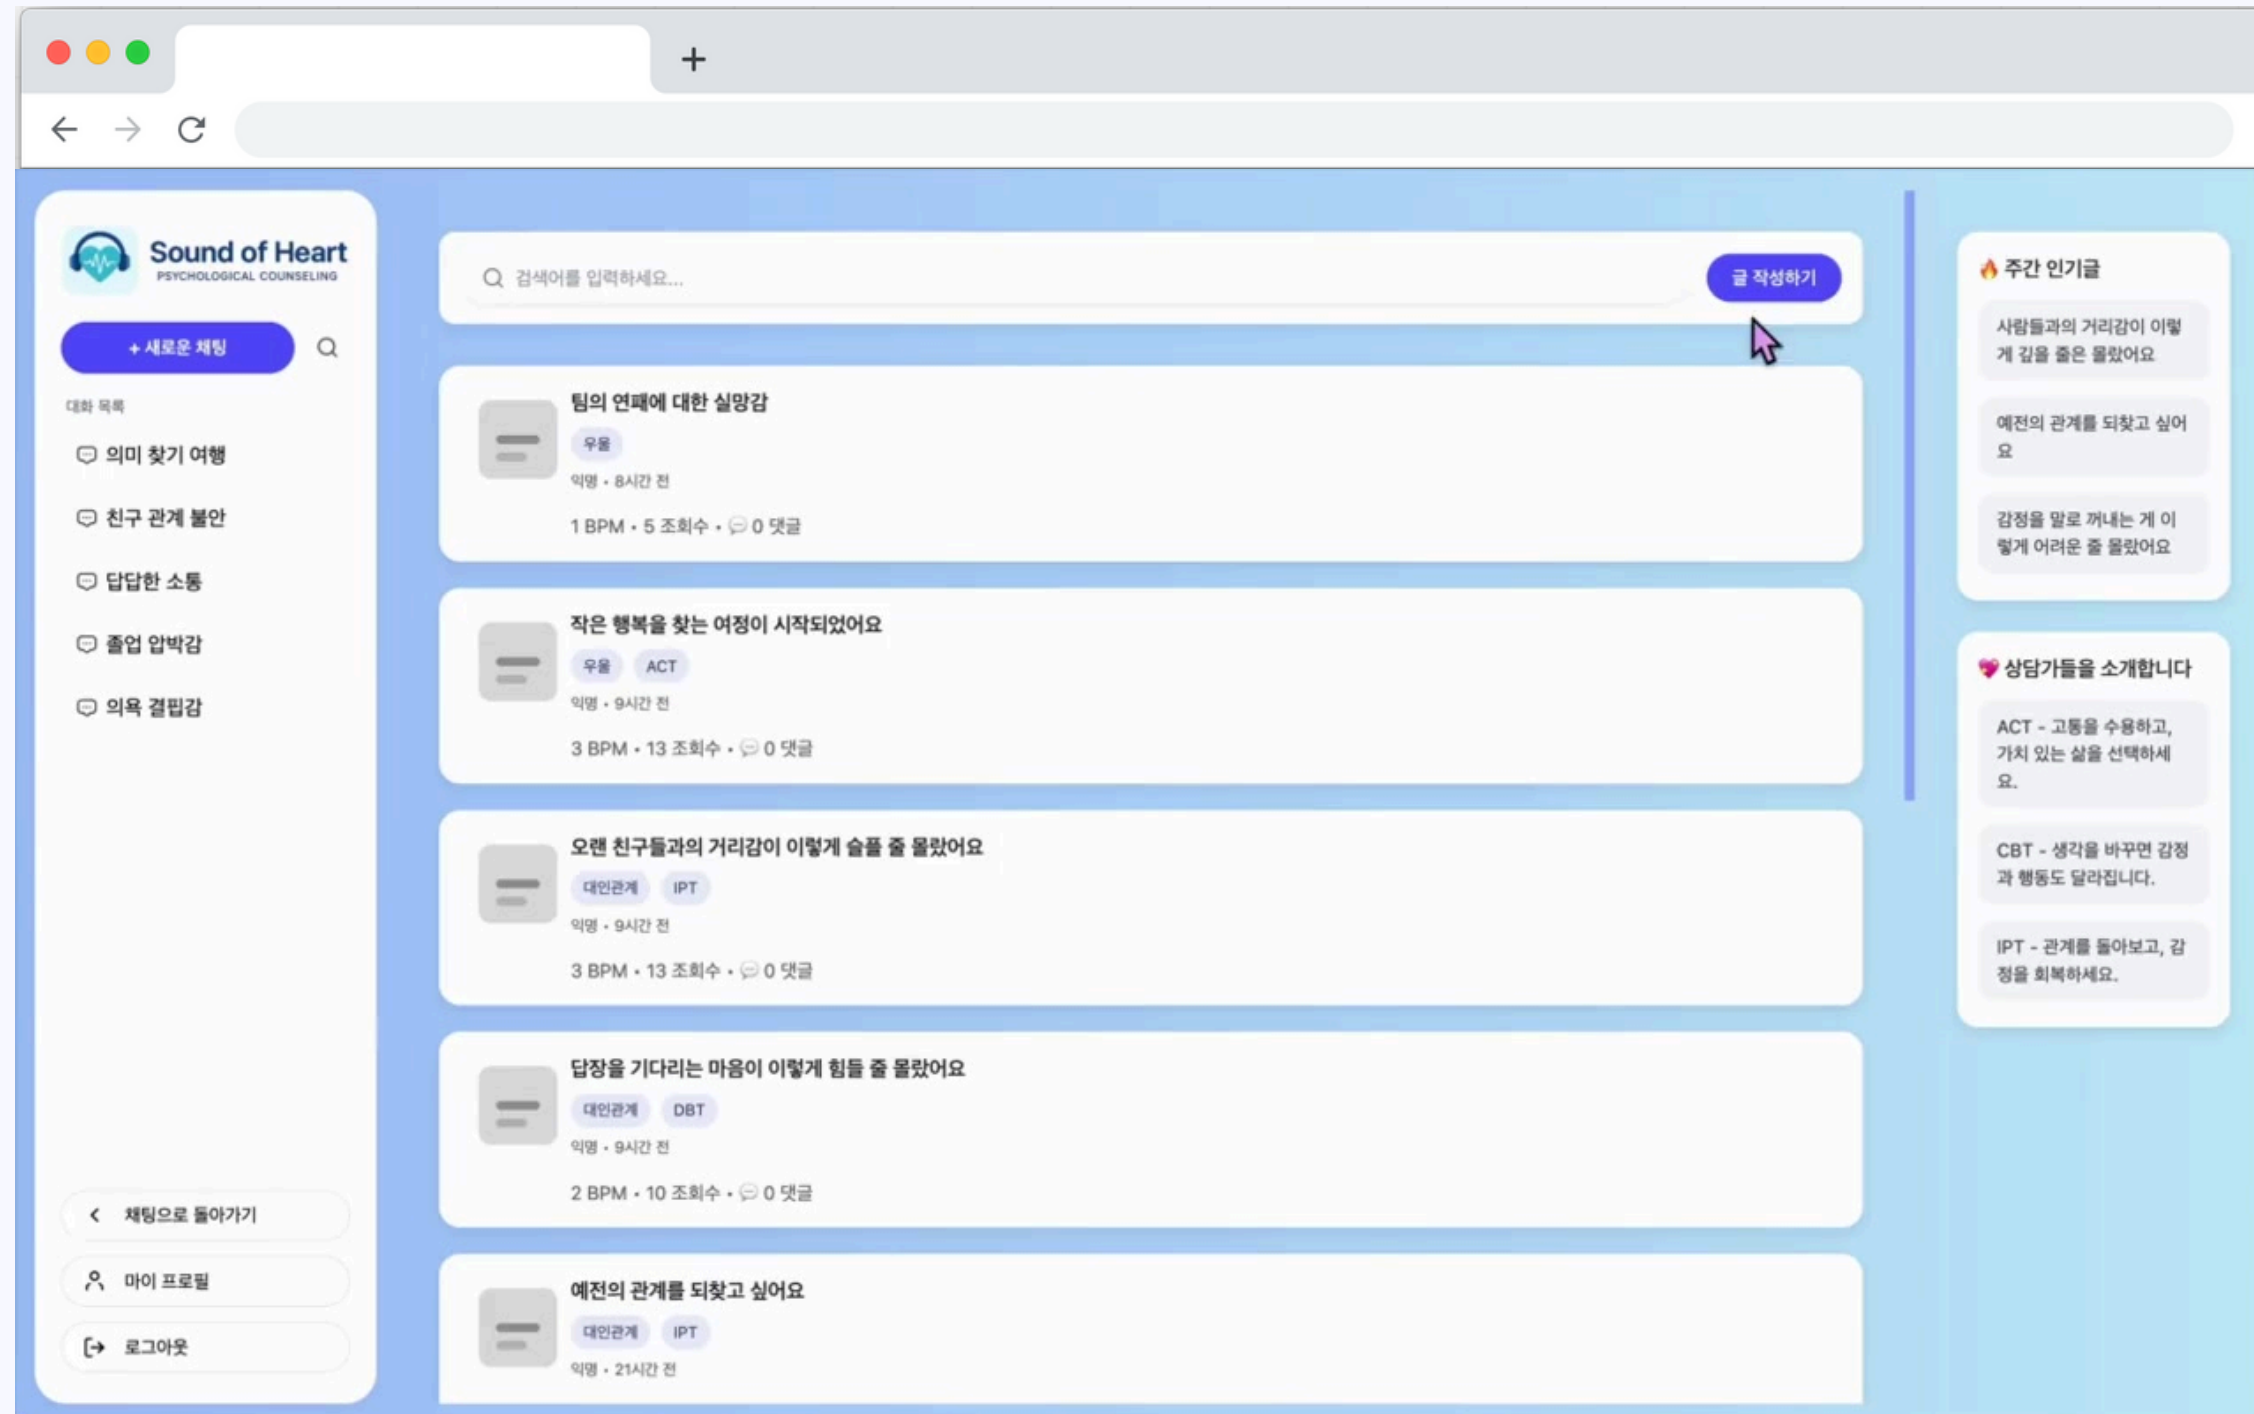 Sound of Heart
PSYCHOLOGICAL COUNSELING
+ 새로운 채팅
대화 목록
의미 찾기 여행
친구 관계 불안
답답한 소통
졸업 압박감
의욕 결핍감
채팅으로 돌아가기
마이 프로필
로그아웃
검색어를 입력하세요...
글 작성하기
팀의 연패에 대한 실망감
우울
익명 • 8시간 전
1 BPM • 5 조회수 • 💬 0 댓글
작은 행복을 찾는 여정이 시작되었어요
우울 ACT
익명 • 9시간 전
3 BPM • 13 조회수 • 💬 0 댓글
오랜 친구들과의 거리감이 이렇게 슬플 줄 몰랐어요
대인관계 IPT
익명 • 9시간 전
3 BPM • 13 조회수 • 💬 0 댓글
답장을 기다리는 마음이 이렇게 힘들 줄 몰랐어요
대인관계 DBT
익명 • 9시간 전
2 BPM • 10 조회수 • 💬 0 댓글
예전의 관계를 되찾고 싶어요
대인관계 IPT
익명 • 21시간 전
🔥 주간 인기글
사람들과의 거리감이 이렇
게 깊을 줄은 몰랐어요
예전의 관계를 되찾고 싶어
요
감정을 말로 꺼내는 게 이
렇게 어려운 줄 몰랐어요
💖 상담가들을 소개합니다
ACT - 고통을 수용하고,
가치 있는 삶을 선택하세
요.
CBT - 생각을 바꾸면 감정
과 행동도 달라집니다.
IPT - 관계를 돌아보고, 감
정을 회복하세요.